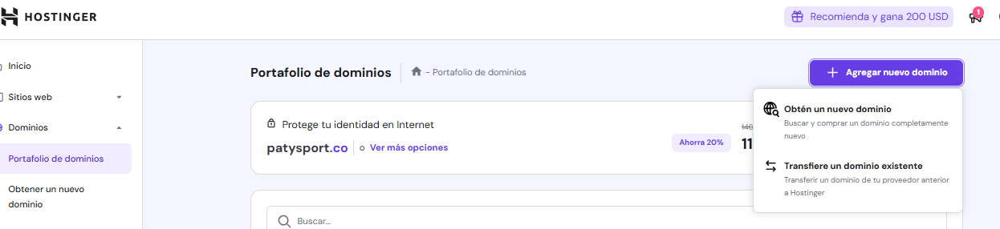 HOSTINGER
Recomienda y gana 200 USD
1
Inicio
Sitios web
Dominios
Portafolio de dominios
Obtener un nuevo
dominio
Portafolio de dominios
- Portafolio de dominios
Agregar nuevo dominio
Obtén un nuevo dominio
Buscar y comprar un dominio completamente
nuevo
Transfiere un dominio existente
Transferir un dominio de tu proveedor anterior
a Hostinger
Protege tu identidad en Internet
patysport.co
o Ver más opciones
Ahorra 20%
146
11
Buscar...